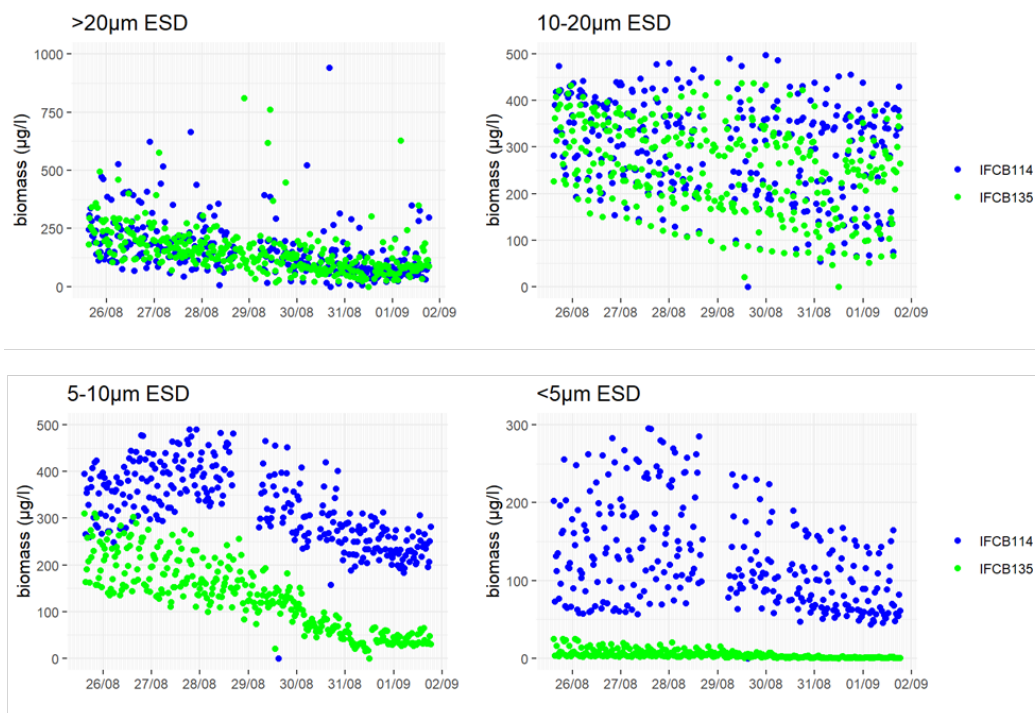 >20µm ESD
10-20µm ESD
biomass (µg/l)
1000
750
500
250
0
26/08 27/08 28/08 29/08 30/08 31/08 01/09 02/09
biomass (µg/l)
500
400
300
200
100
0
26/08 27/08 28/08 29/08 30/08 31/08 01/09 02/09
IFCB114
IFCB135
5-10µm ESD
<5µm ESD
biomass (µg/l)
500
400
300
200
100
0
26/08 27/08 28/08 29/08 30/08 31/08 01/09 02/09
biomass (µg/l)
300
200
100
0
26/08 27/08 28/08 29/08 30/08 31/08 01/09 02/09
IFCB114
IFCB135